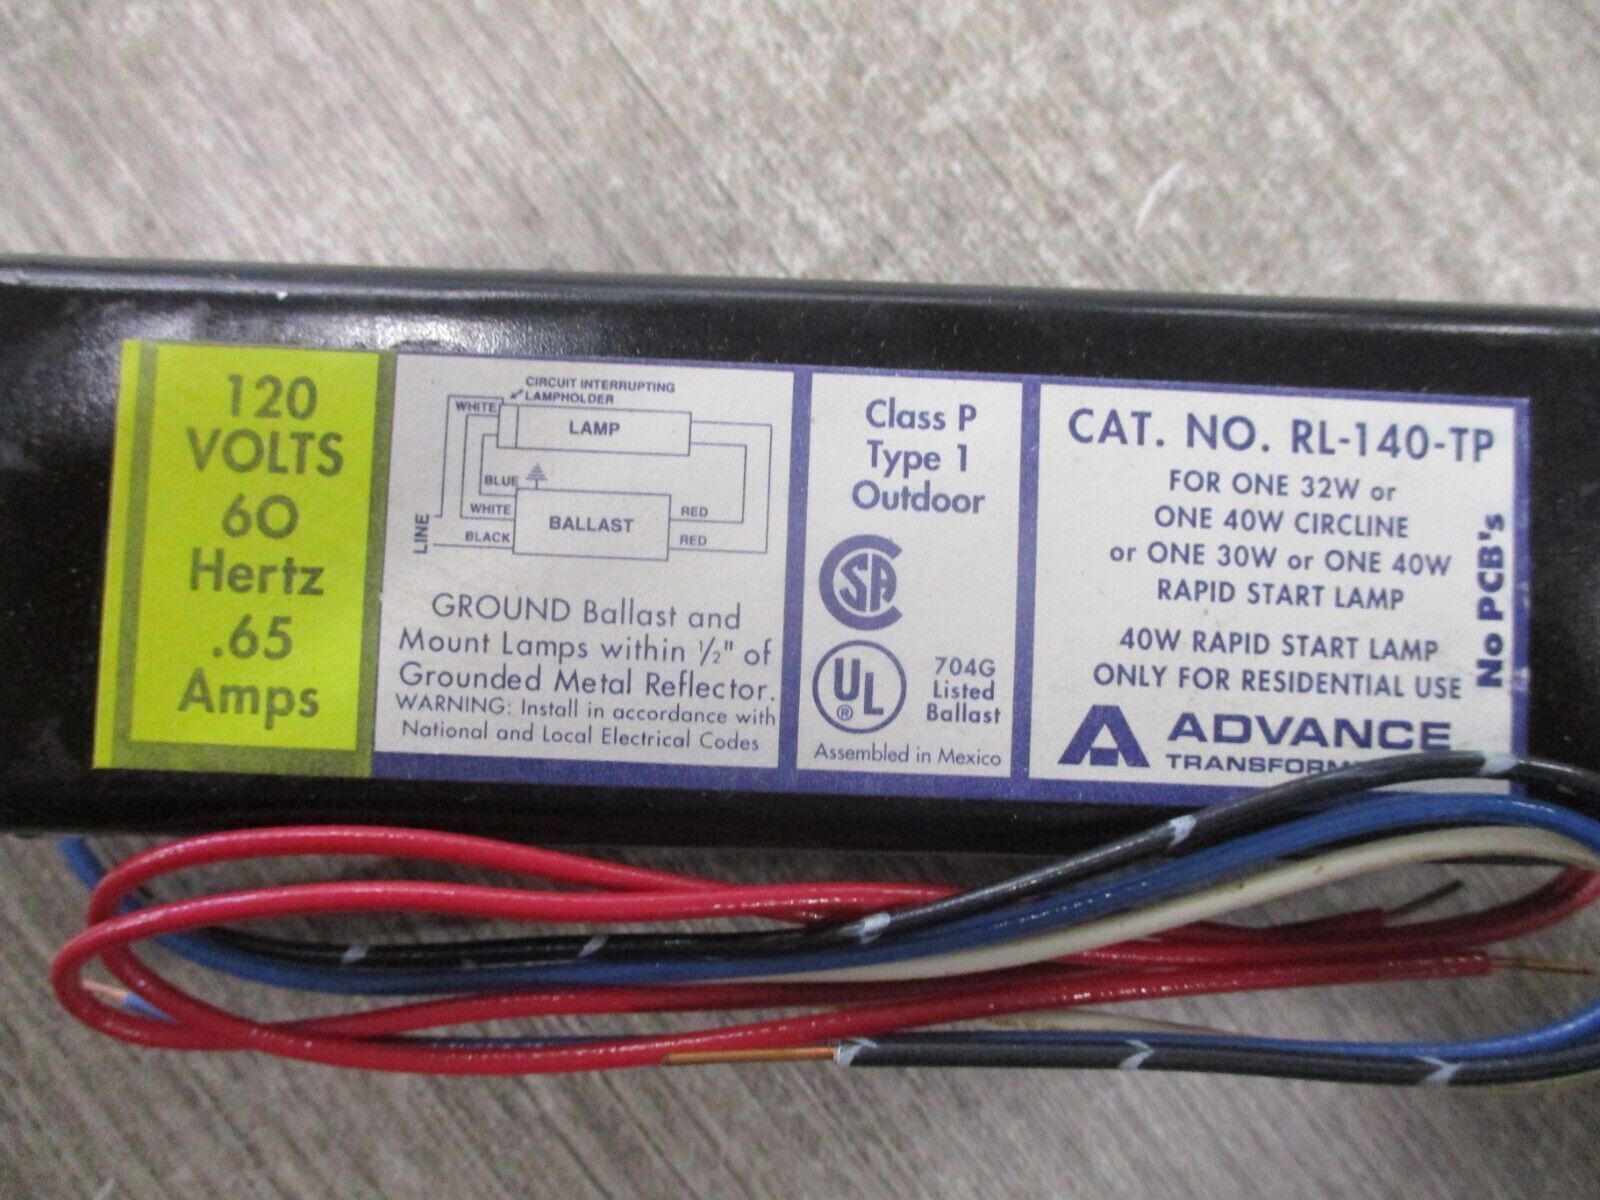 120
VOLTS
60
Hertz
.65
Amps
CIRCUIT INTERRUPTING
LAMPHOLDER
WHITE
LAMP
BLUE
WHITE
BALLAST
RED
LINE
BLACK
RED
GROUND Ballast and
Mount Lamps within 1/2" of
Grounded Metal Reflector.
WARNING: Install in accordance with
National and Local Electrical Codes
Class P
Type 1
Outdoor
CSA
UL
®
704G
Listed
Ballast
Assembled in Mexico
CAT. NO. RL-140-TP
FOR ONE 32W or
ONE 40W CIRCLINE
or ONE 30W or ONE 40W
RAPID START LAMP
40W RAPID START LAMP
ONLY FOR RESIDENTIAL USE
No PCB's
ADVANCE